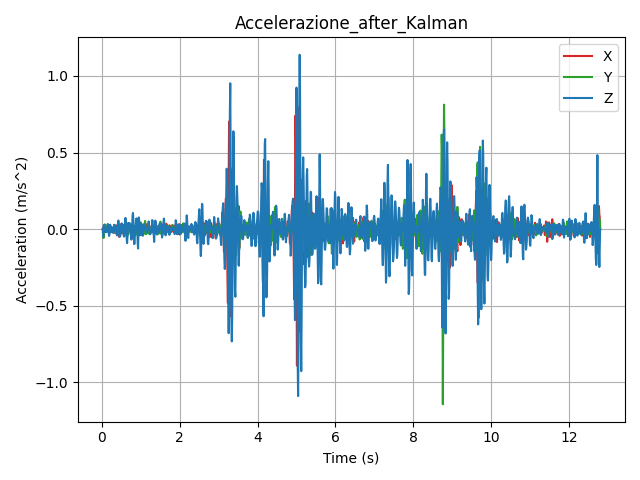 Accelerazione_after_Kalman
X
Y
Z
1.0
0.5
0.0
−0.5
−1.0
Acceleration (m/s^2)
0 2 4 6 8 10 12
Time (s)